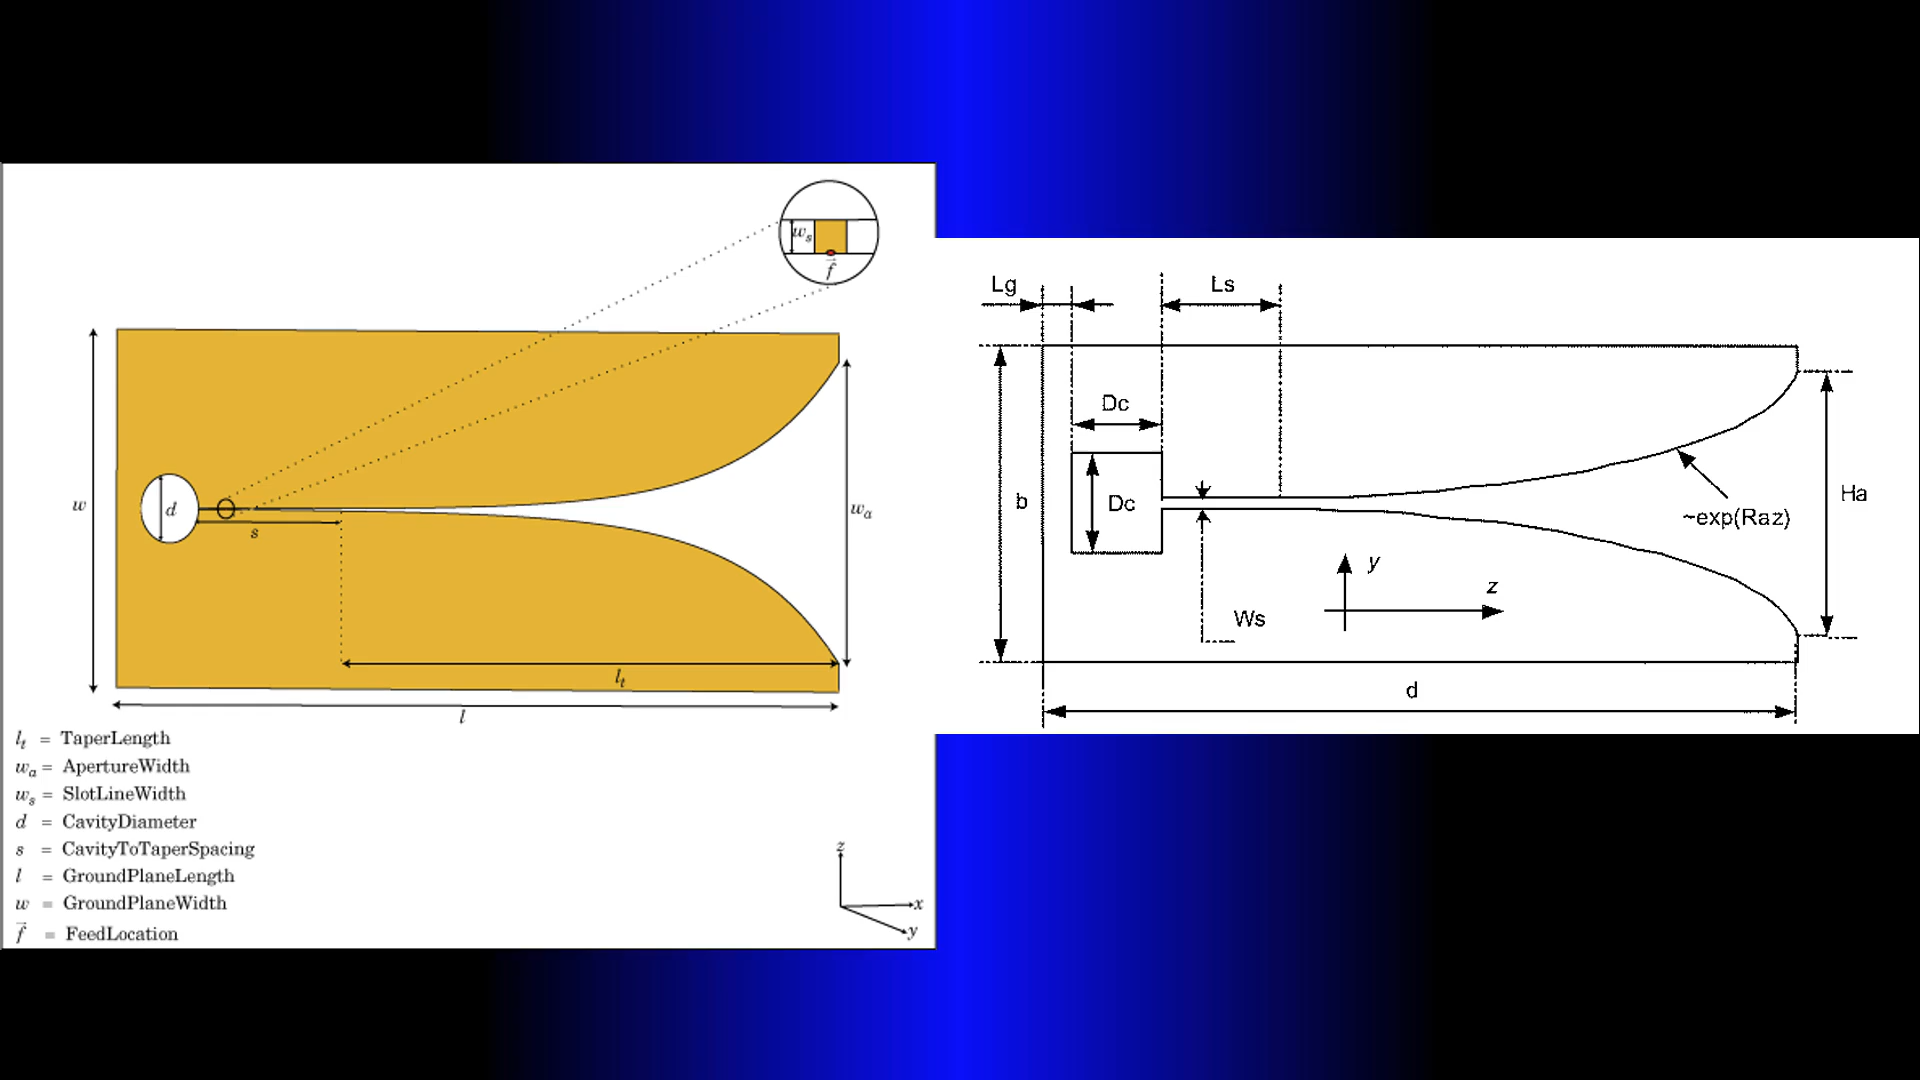 w_s
f⃗
w
d
s
w_a
l_t
l
l_t = TaperLength
w_a = ApertureWidth
w_s = SlotLineWidth
d = CavityDiameter
s = CavityToTaperSpacing
l = GroundPlaneLength
w = GroundPlaneWidth
f⃗ = FeedLocation
z
x
y
Lg
Ls
Dc
b
Dc
Ha
~exp(Raz)
y
z
Ws
d